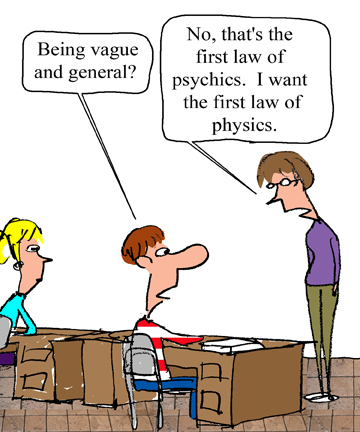 Being vague
and general?
No, that's the
first law of
psychics.  I want
the first law of
physics.